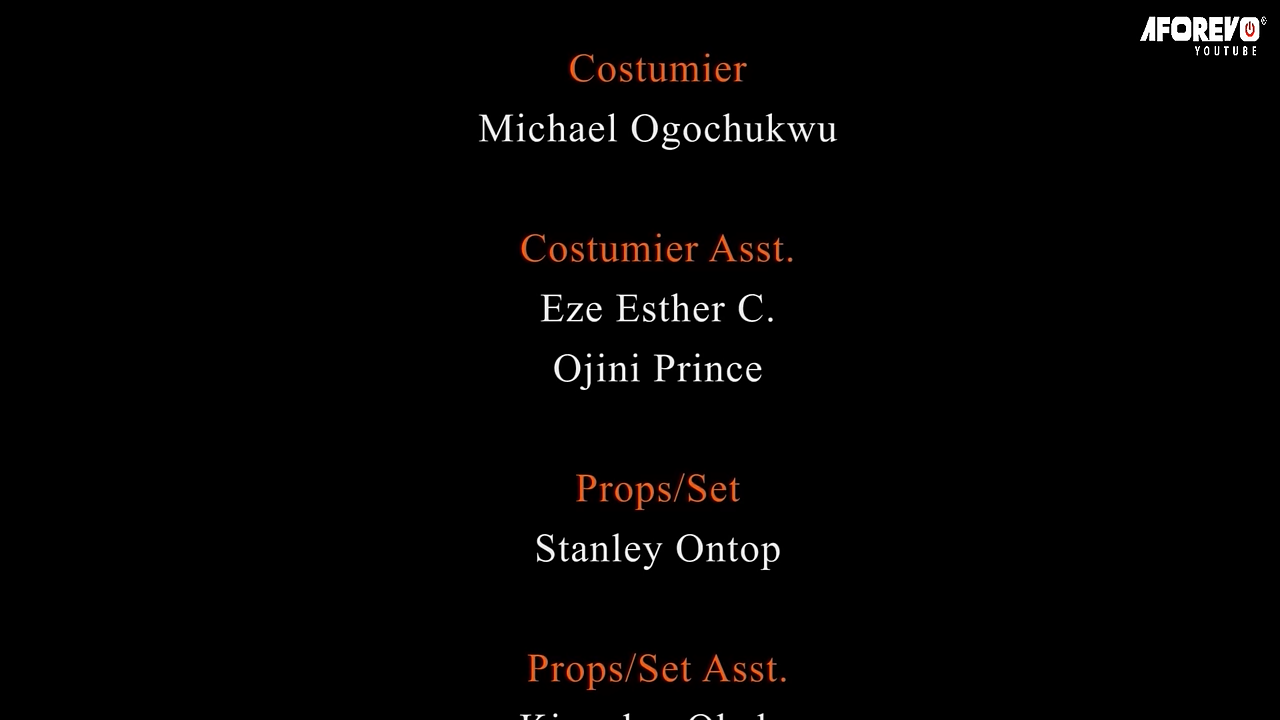 AFOREVO
YOUTUBE
Costumier
Michael Ogochukwu
Costumier Asst.
Eze Esther C.
Ojini Prince
Props/Set
Stanley Ontop
Props/Set Asst.